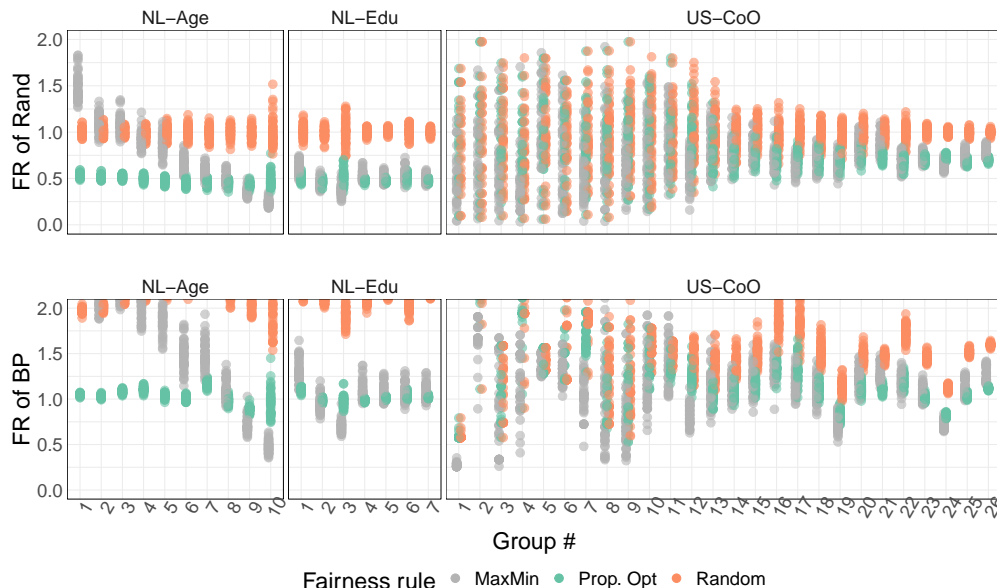 NL−Age NL−Edu US−CoO
FR of Rand
2.0
1.5
1.0
0.5
0.0
NL−Age NL−Edu US−CoO
FR of BP
2.0
1.5
1.0
0.5
0.0
1 2 3 4 5 6 7 8 9 10 1 2 3 4 5 6 7 1 2 3 4 5 6 7 8 9 10 11 12 13 14 15 16 17 18 19 20 21 22 23 24 25 26
Group #
Fairness rule MaxMin Prop. Opt Random